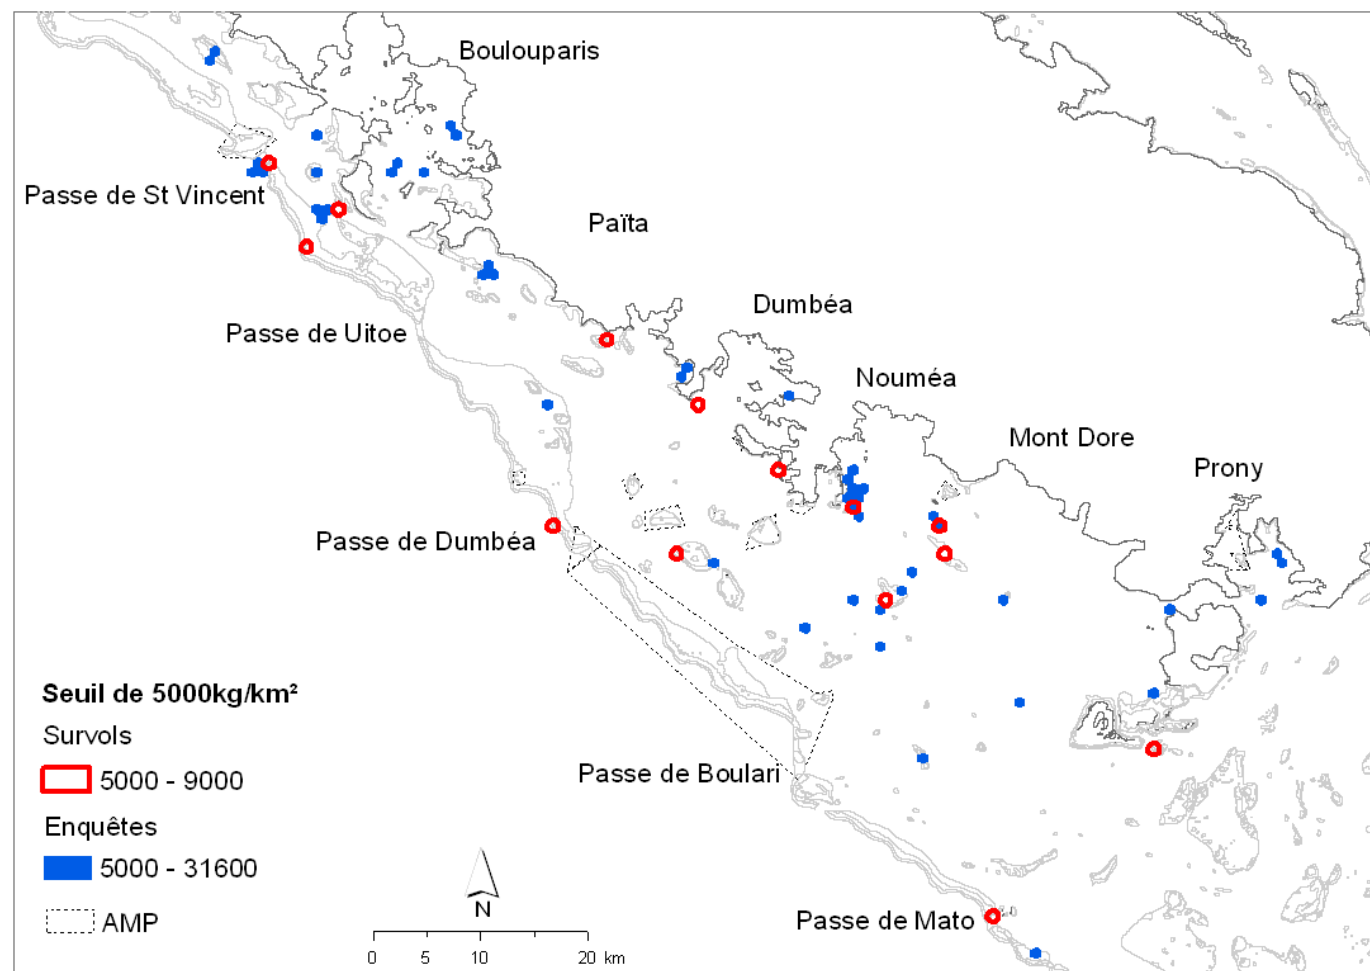 Boulouparis
Passe de St Vincent
Païta
Dumbéa
Passe de Uitoe
Nouméa
Mont Dore
Prony
Passe de Dumbéa
Seuil de 5000kg/km²
Survols
5000 - 9000
Enquêtes
5000 - 31600
AMP
Passe de Boulari
N
Passe de Mato
0 5 10 20 km